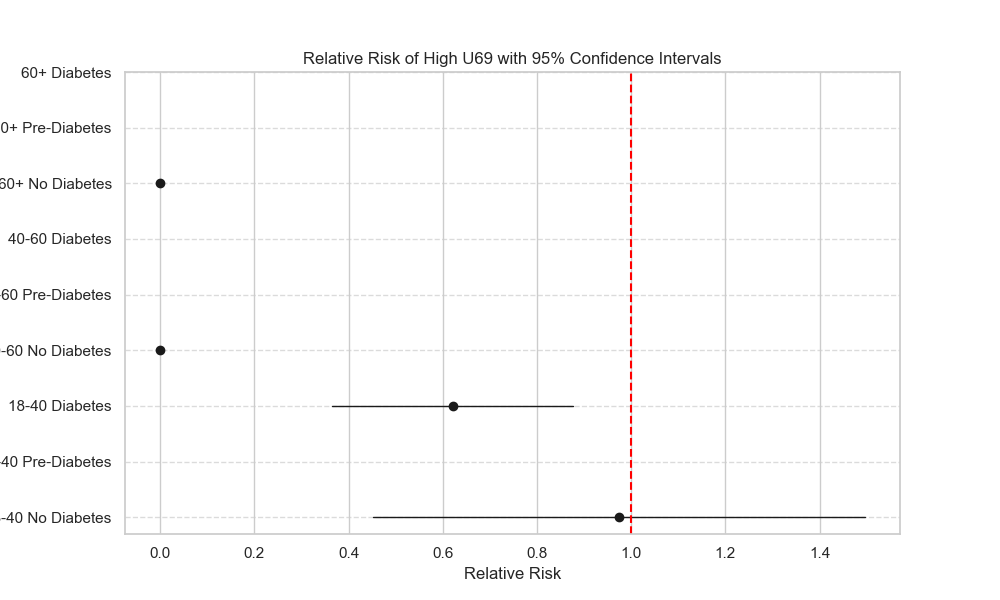 Relative Risk of High U69 with 95% Confidence Intervals
60+ Diabetes
0+ Pre-Diabetes
60+ No Diabetes
40-60 Diabetes
-60 Pre-Diabetes
-60 No Diabetes
18-40 Diabetes
-40 Pre-Diabetes
-40 No Diabetes
0.0 0.2 0.4 0.6 0.8 1.0 1.2 1.4
Relative Risk